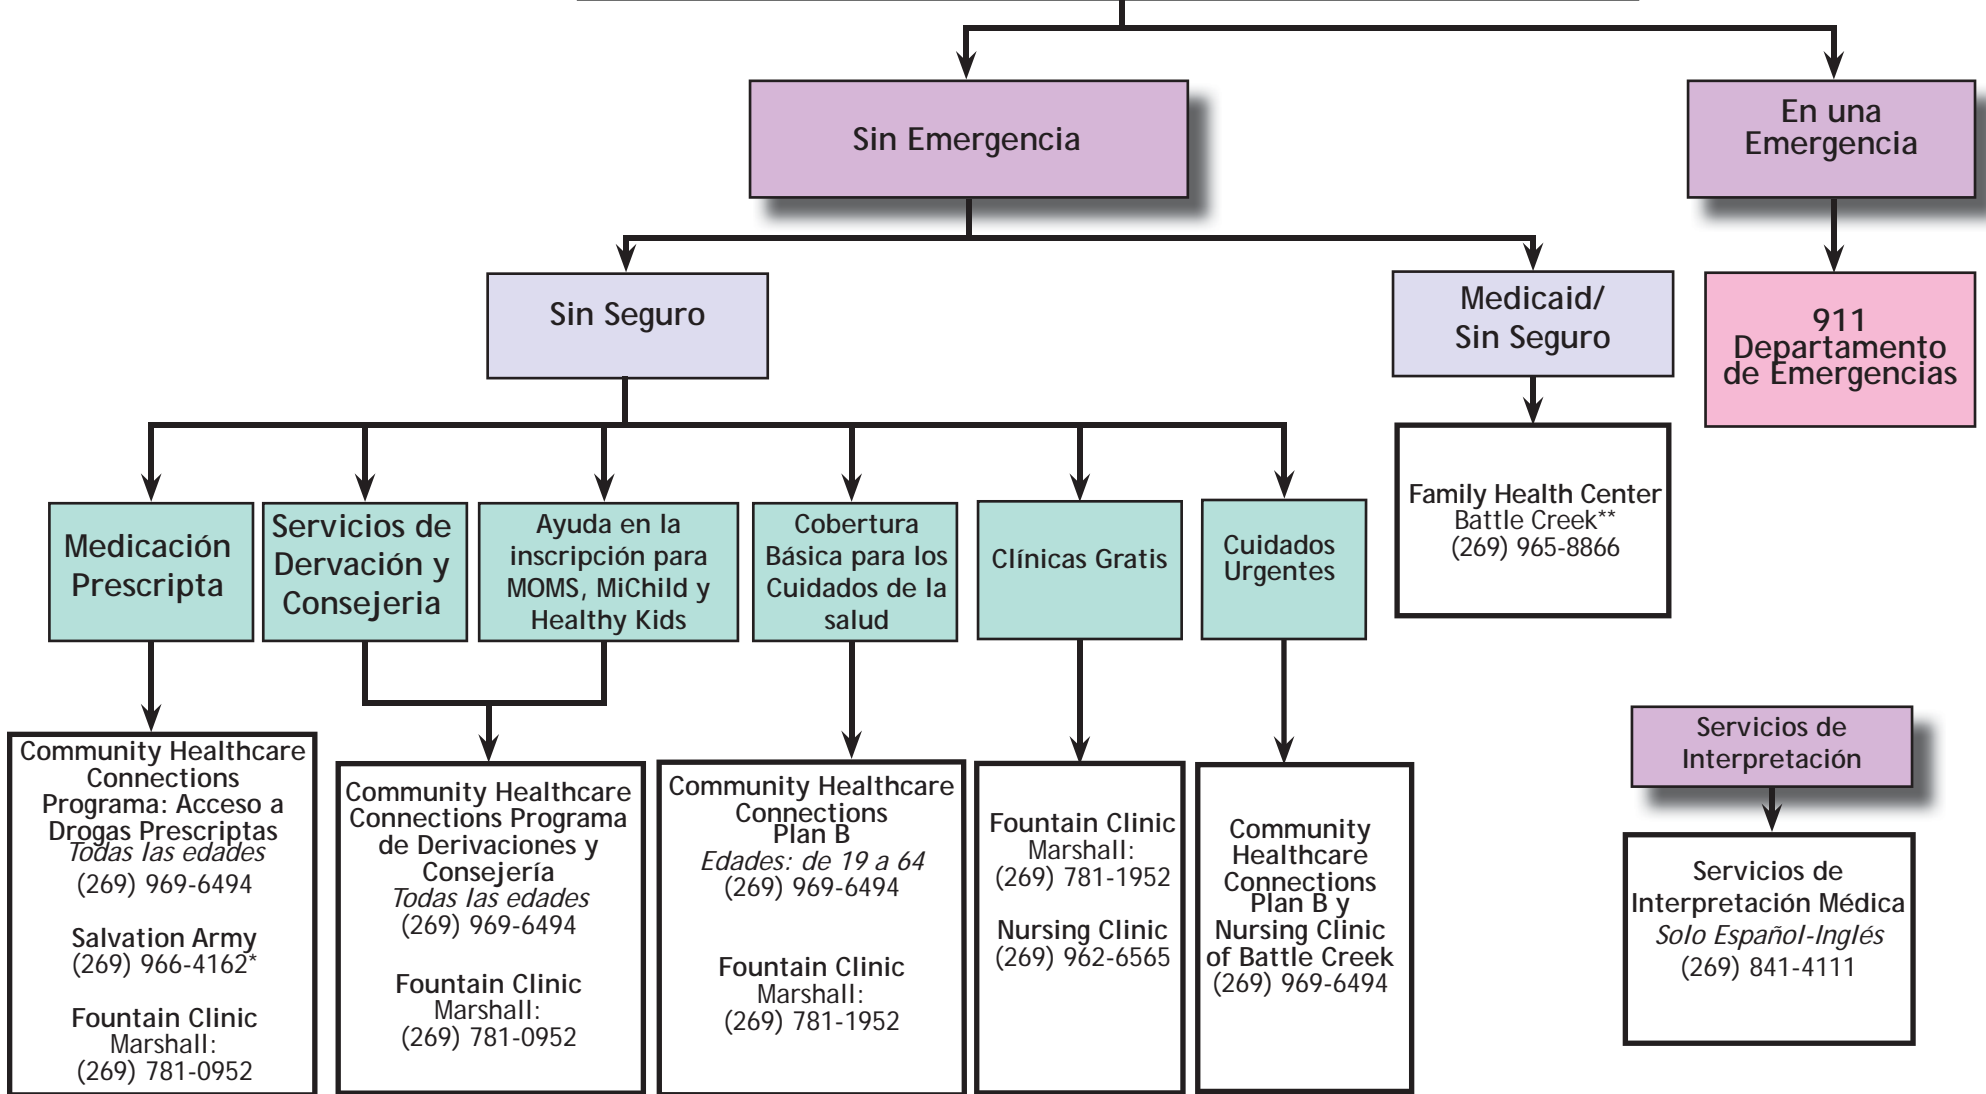 Sin Emergencia
En una
Emergencia
Sin Seguro
Medicaid/
Sin Seguro
911
Departamento
de Emergencias
Medicación
Prescripta
Servicios de
Dervación y
Consejeria
Ayuda en la
inscripción para
MOMS, MiChild y
Healthy Kids
Cobertura
Básica para los
Cuidados de la
salud
Clínicas Gratis
Cuidados
Urgentes
Family Health Center
Battle Creek**
(269) 965-8866
Community Healthcare
Connections
Programa: Acceso a
Drogas Prescriptas
Todas las edades
(269) 969-6494
Salvation Army
(269) 966-4162*
Fountain Clinic
Marshall:
(269) 781-0952
Community Healthcare
Connections Programa
de Derivaciones y
Consejería
Todas las edades
(269) 969-6494
Fountain Clinic
Marshall:
(269) 781-0952
Community Healthcare
Connections
Plan B
Edades: de 19 a 64
(269) 969-6494
Fountain Clinic
Marshall:
(269) 781-1952
Fountain Clinic
Marshall:
(269) 781-1952
Nursing Clinic
(269) 962-6565
Community
Healthcare
Connections
Plan B y
Nursing Clinic
of Battle Creek
(269) 969-6494
Servicios de
Interpretación
Servicios de
Interpretación Médica
Solo Español-Inglés
(269) 841-4111